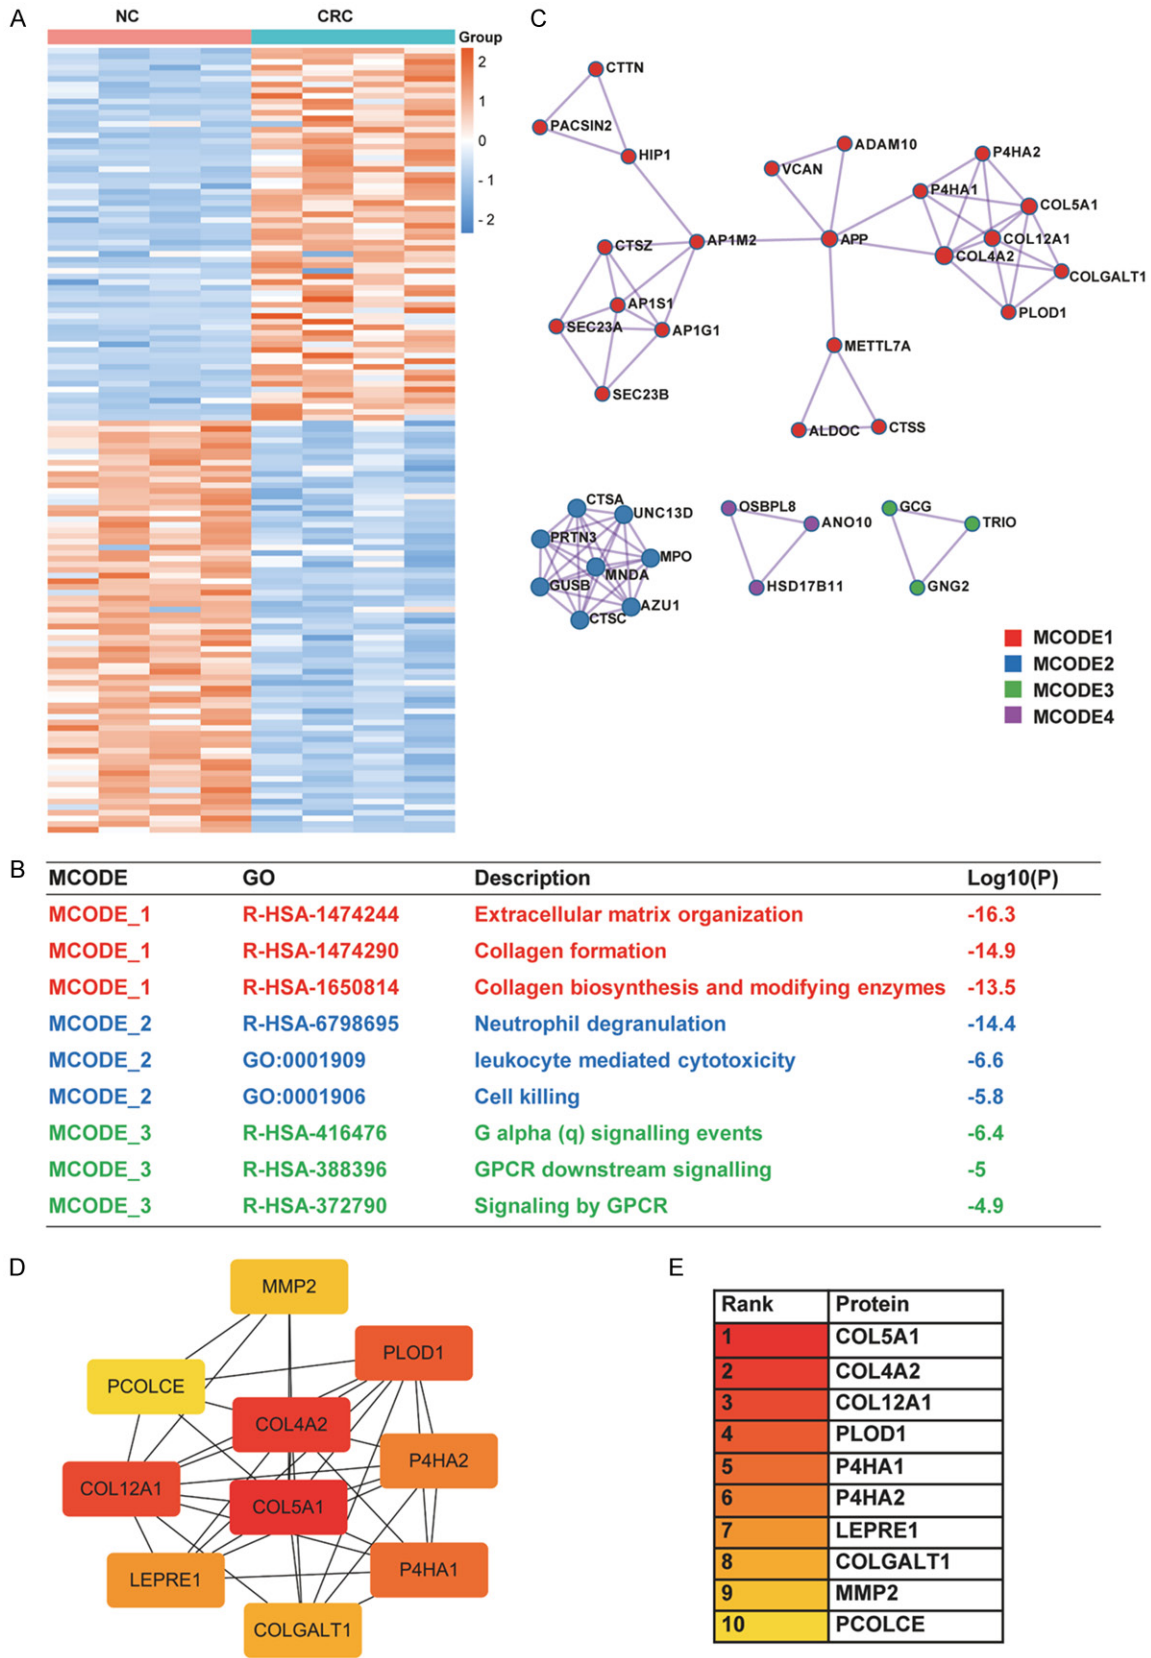 A
NC
CRC
Group
2
1
0
- 1
- 2
C
CTTN
PACSIN2
HIP1
ADAM10
VCAN
P4HA2
P4HA1
COL5A1
CTSZ
AP1M2
APP
COL12A1
COL4A2
COLGALT1
AP1S1
SEC23A
AP1G1
PLOD1
METTL7A
SEC23B
ALDOC
CTSS
CTSA
UNC13D
PRTN3
MPO
MNDA
GUSB
AZU1
CTSC
OSBPL8
ANO10
HSD17B11
GCG
TRIO
GNG2
MCODE1
MCODE2
MCODE3
MCODE4
B
MCODE GO Description Log10(P)
MCODE_1 R-HSA-1474244 Extracellular matrix organization -16.3
MCODE_1 R-HSA-1474290 Collagen formation -14.9
MCODE_1 R-HSA-1650814 Collagen biosynthesis and modifying enzymes -13.5
MCODE_2 R-HSA-6798695 Neutrophil degranulation -14.4
MCODE_2 GO:0001909 leukocyte mediated cytotoxicity -6.6
MCODE_2 GO:0001906 Cell killing -5.8
MCODE_3 R-HSA-416476 G alpha (q) signalling events -6.4
MCODE_3 R-HSA-388396 GPCR downstream signalling -5
MCODE_3 R-HSA-372790 Signaling by GPCR -4.9
D
MMP2
PLOD1
PCOLCE
COL4A2
P4HA2
COL12A1
COL5A1
LEPRE1
P4HA1
COLGALT1
E
Rank Protein
1 COL5A1
2 COL4A2
3 COL12A1
4 PLOD1
5 P4HA1
6 P4HA2
7 LEPRE1
8 COLGALT1
9 MMP2
10 PCOLCE